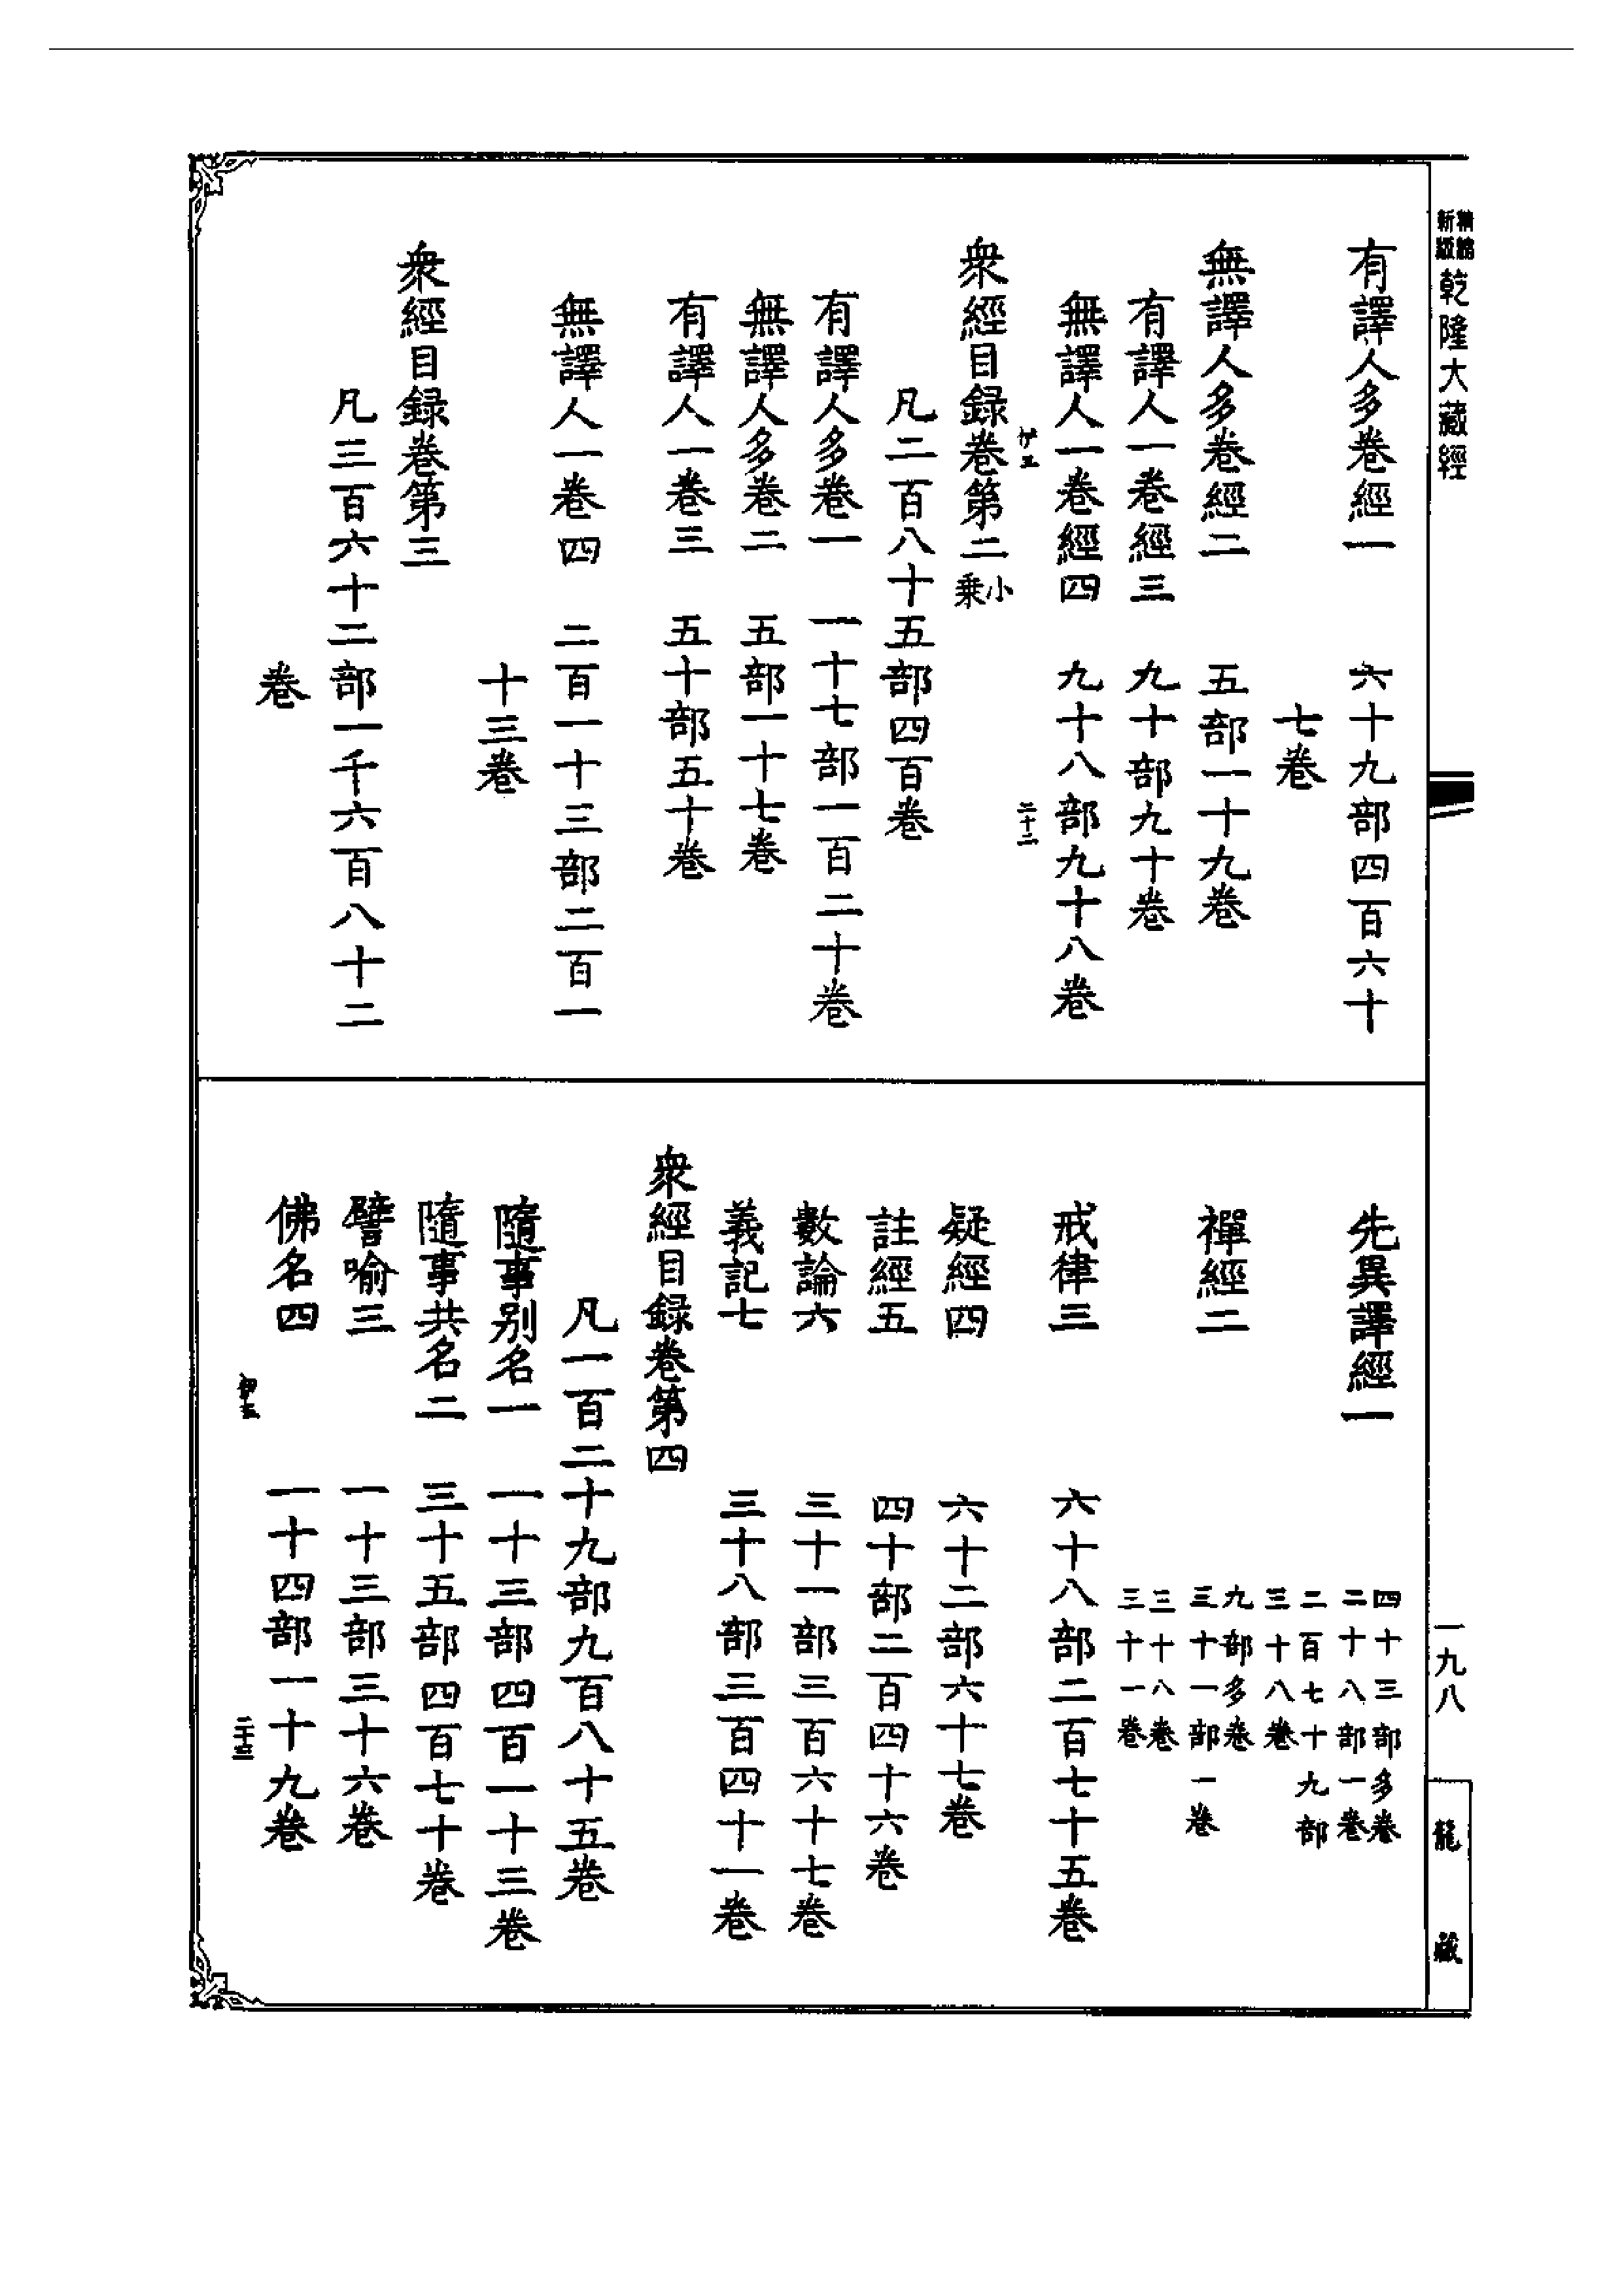 精編
新版
乾隆大藏經
有譯人多卷經一　六十九部四百六十
七卷
無譯人多卷經二　五部一十九卷
有譯人一卷經三　九十部九十卷
無譯人一卷經四　九十八部九十八卷
二十二
衆經目録卷第二小乗
凡二百八十五部四百卷
有譯人多卷一　一十七部一百二十卷
無譯人多卷二　五部一十七卷
有譯人一卷三　五十部五十卷
無譯人一卷四　二百一十三部二百一
十三卷
衆經目録卷第三
凡三百六十二部一千六百八十二
卷
一九八
龍藏
先異譯經一　四十三部多卷
二十八部一卷
二百七十九部
三十八卷
禪經二　九部多卷
三十一部一卷
三十八卷
三十一卷
戒律三　六十八部二百七十五卷
疑經四　六十二部六十七卷
註經五　四十部二百四十六卷
數論六　三十一部三百六十七卷
義記七　三十八部三百四十一卷
衆經目録卷第四
凡一百二十九部九百八十五卷
隨事别名一　一十三部四百一十三卷
隨事共名二　三十五部四百七十卷
譬喻三　一十三部三十六卷
佛名四　一十四部一十九卷